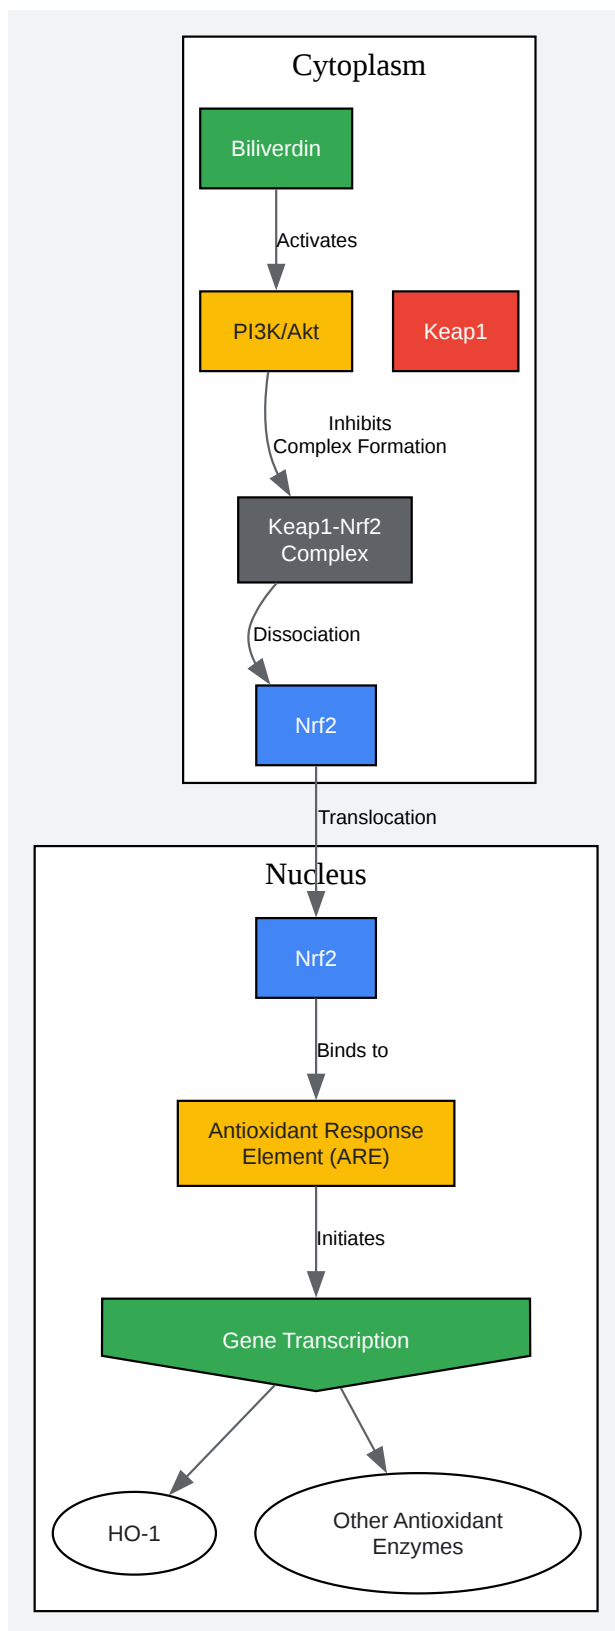 Cytoplasm
Biliverdin
Activates
PI3K/Akt
Keap1
Inhibits
Complex Formation
Keap1-Nrf2
Complex
Dissociation
Nrf2
Translocation
Nucleus
Nrf2
Binds to
Antioxidant Response
Element (ARE)
Initiates
Gene Transcription
HO-1
Other Antioxidant
Enzymes